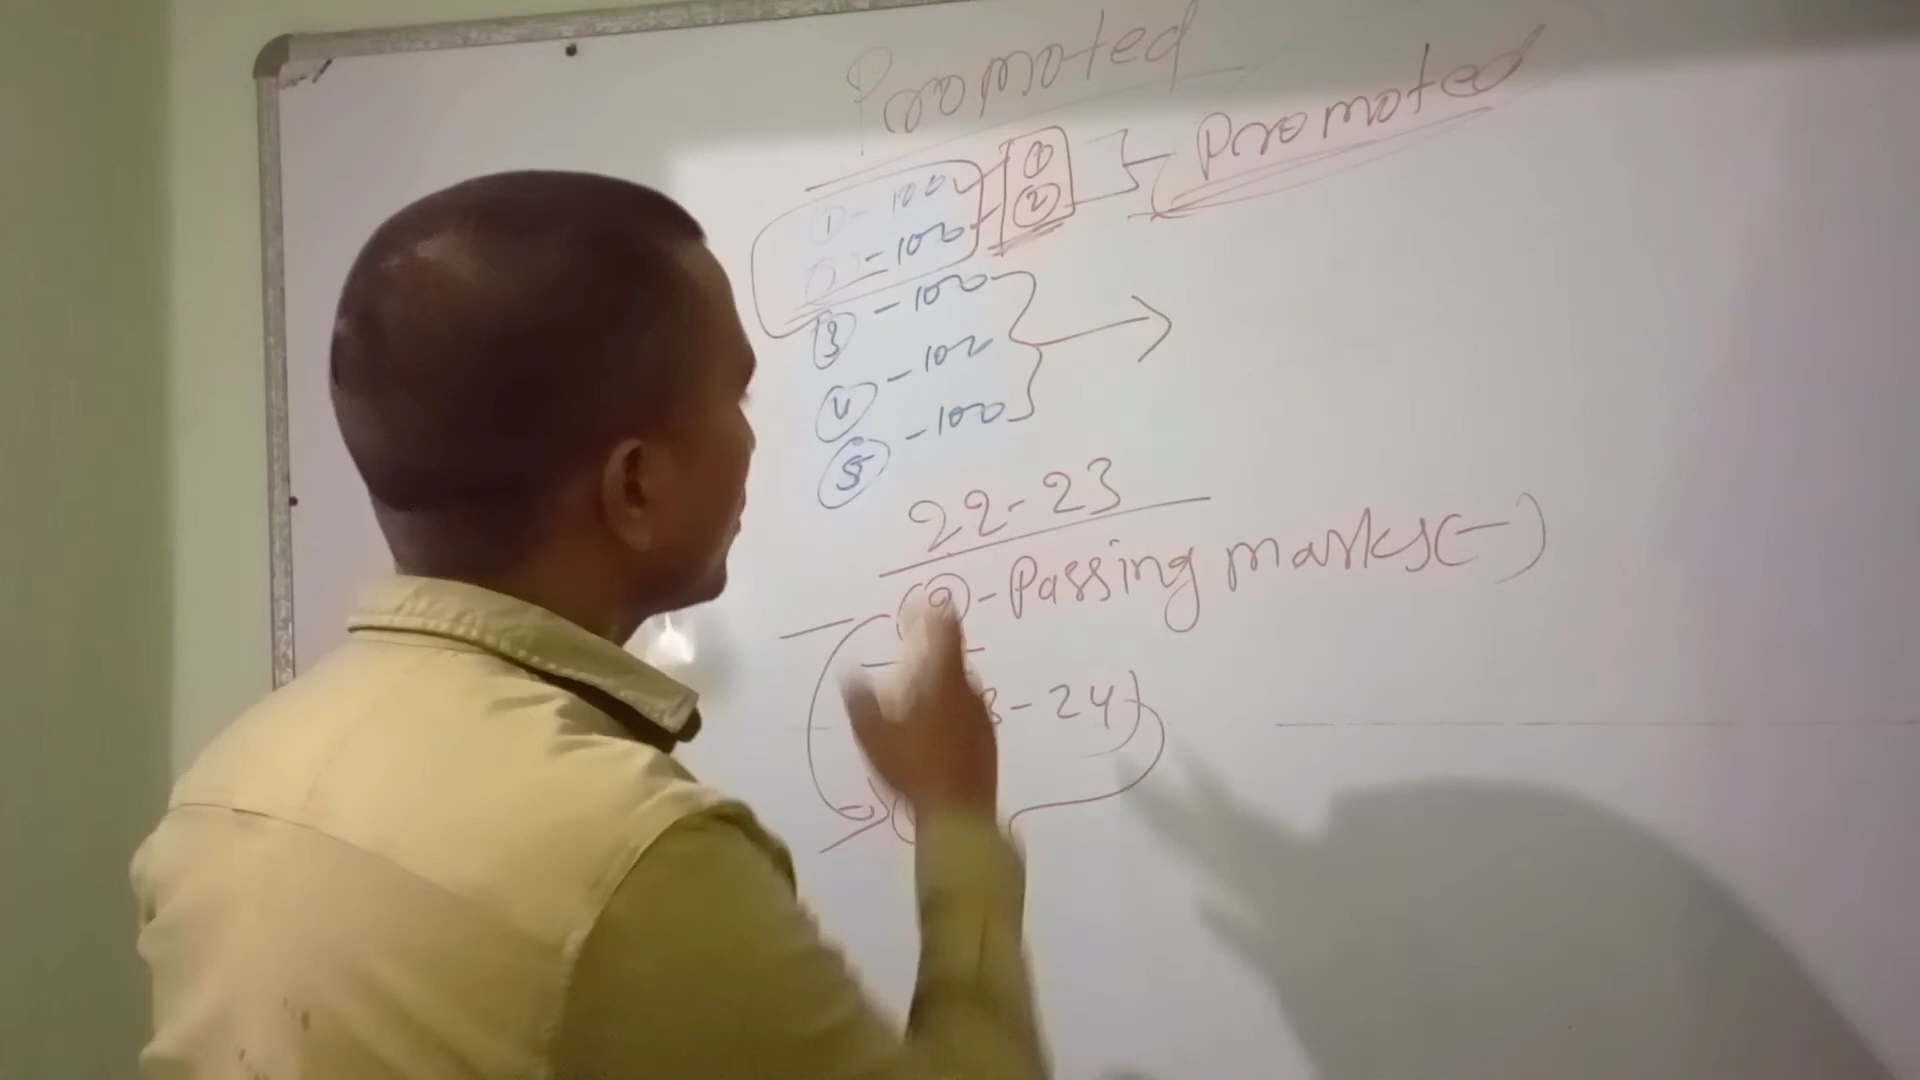 Promoted
① - 100 ① Promoted
- 100 ②
③ - 100
④ - 100
⑤ - 100
22-23
② - Passing marks (-)
3-24)